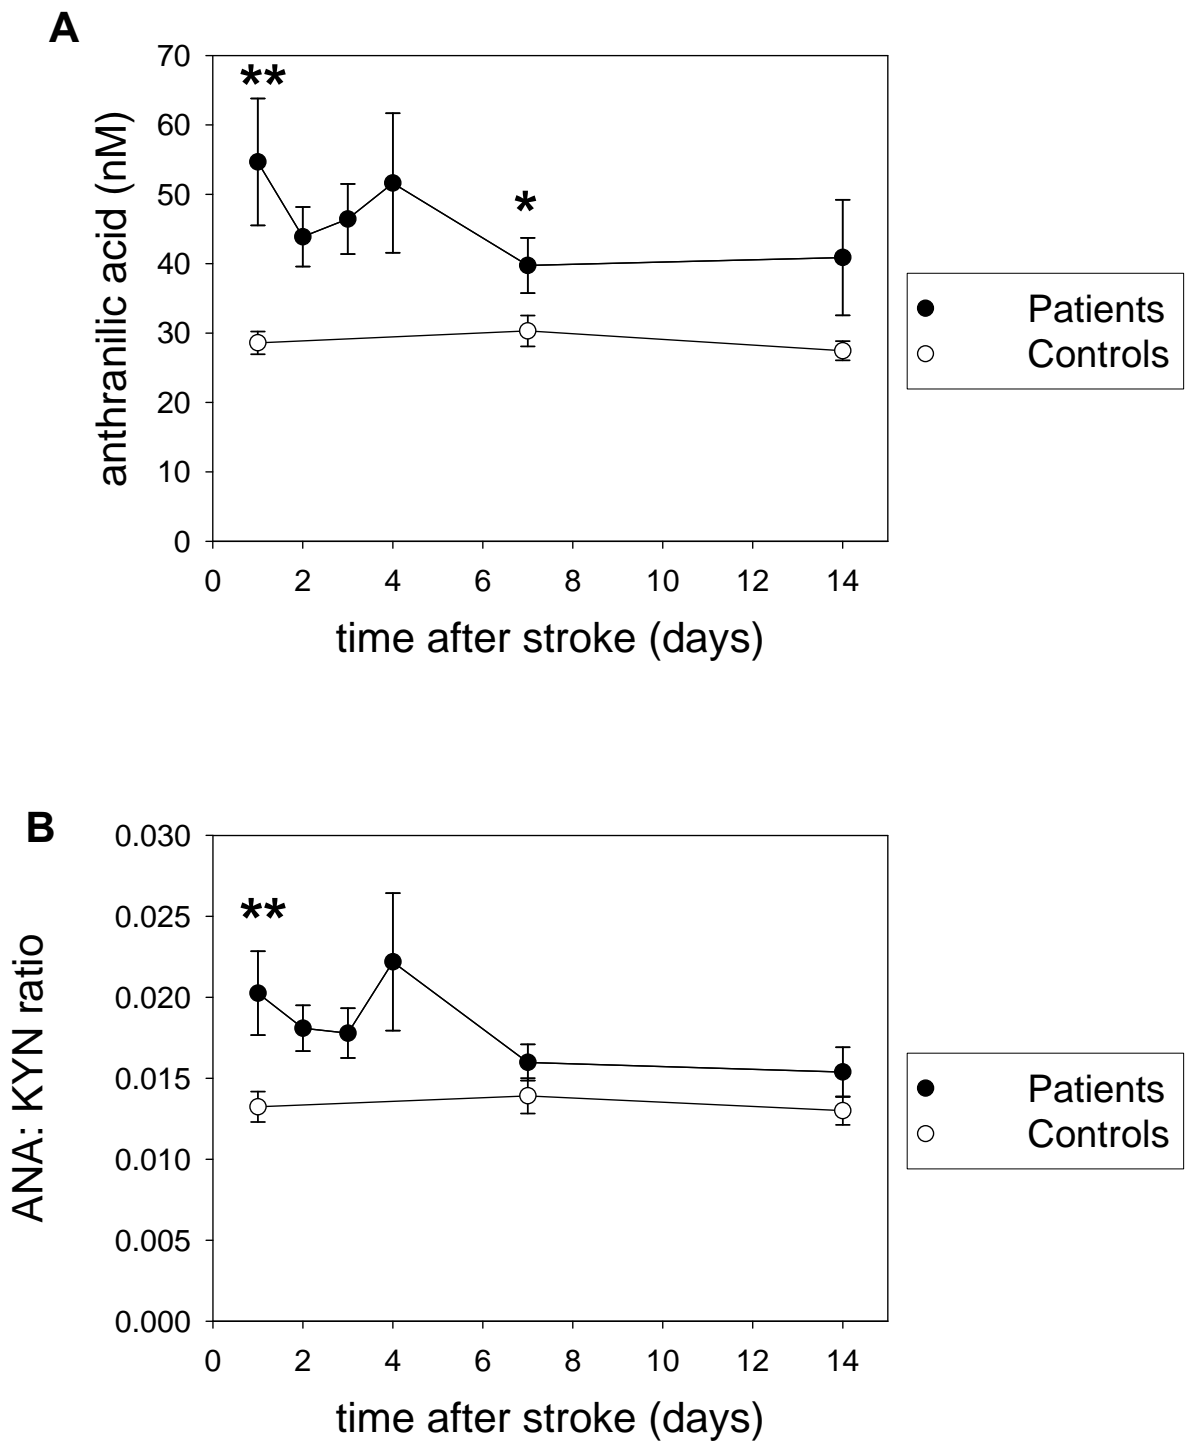 A
70
**
60
50
*
40
30
20
10
0
anthranilic acid (nM)
0 2 4 6 8 10 12 14
time after stroke (days)
Patients
Controls
B
0.030
0.025
**
0.020
0.015
0.010
0.005
0.000
ANA: KYN ratio
0 2 4 6 8 10 12 14
time after stroke (days)
Patients
Controls